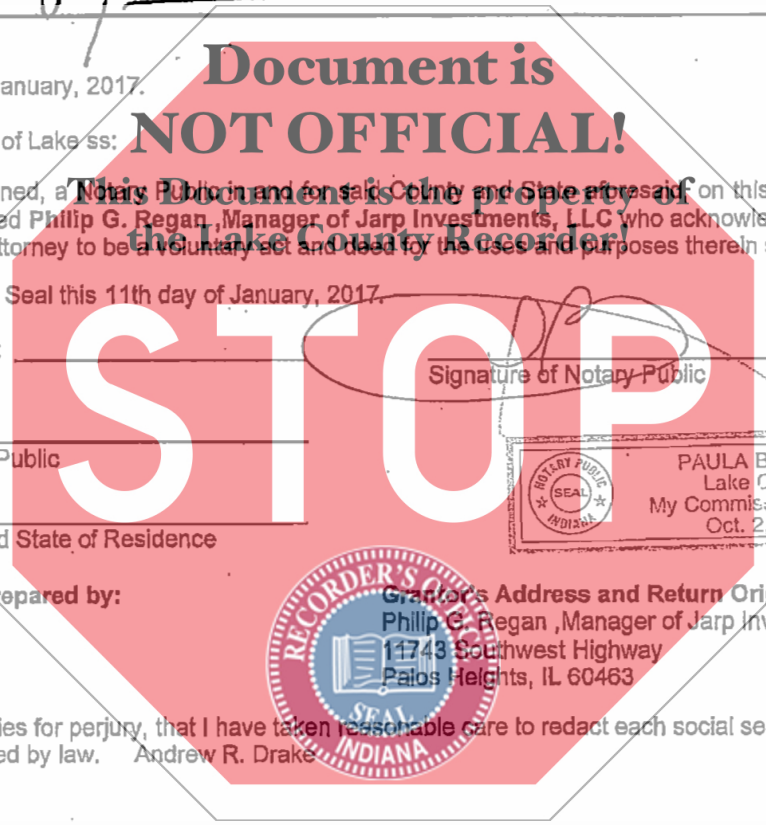 Document is
anuary, 2017.
NOT OFFICIAL!
of Lake ss:
This Document is the property of
ned, a Notary Public in and for said County and State aforesaid, on this
ed Philip G. Regan ,Manager of Jarp Investments, LLC who acknowle
the Lake County Recorder!
ttorney to be a voluntary act and deed for the uses and purposes therein
Seal this 11th day of January, 2017.
STOP
Signature of Notary Public
Public
NOTARY PUBLIC
SEAL
INDIANA
PAULA B
Lake C
My Commiss
Oct. 2
d State of Residence
epared by:
Grantor's Address and Return Ori
Philip G. Regan ,Manager of Jarp Inv
11743 Southwest Highway
Palos Heights, IL 60463
RECORDER'S OFFICE
SEAL
INDIANA
ies for perjury, that I have taken reasonable care to redact each social se
ed by law. Andrew R. Drake